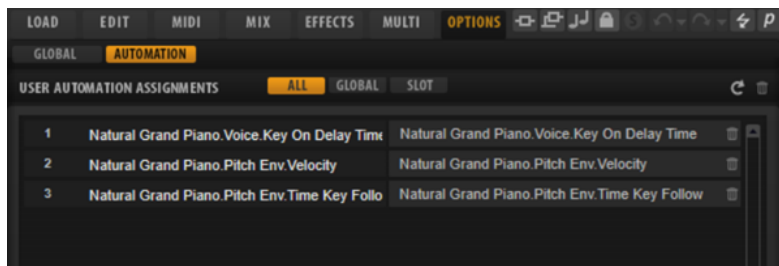 LOAD EDIT MIDI MIX EFFECTS MULTI OPTIONS S p
GLOBAL AUTOMATION
USER AUTOMATION ASSIGNMENTS ALL GLOBAL SLOT
1 Natural Grand Piano.Voice.Key On Delay Time Natural Grand Piano.Voice.Key On Delay Time
2 Natural Grand Piano.Pitch Env.Velocity Natural Grand Piano.Pitch Env.Velocity
3 Natural Grand Piano.Pitch Env.Time Key Follo Natural Grand Piano.Pitch Env.Time Key Follow